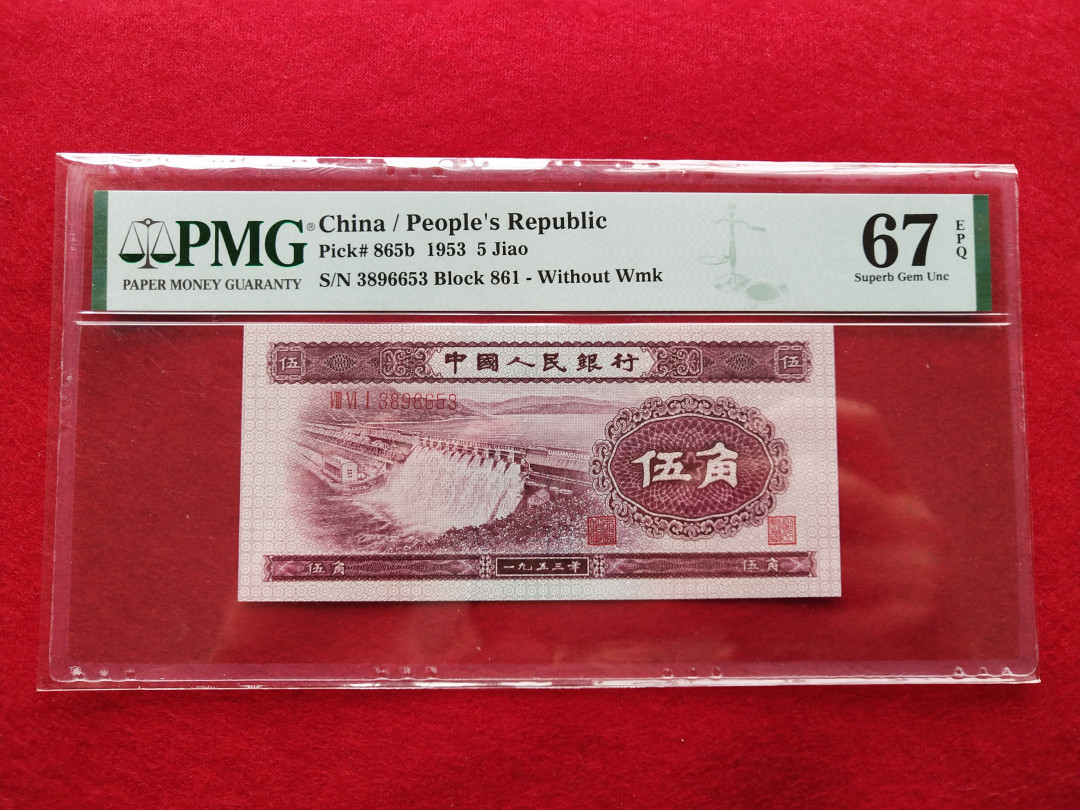 PMG® China / People's Republic
PAPER MONEY GUARANTY
Pick# 865b 1953 5 Jiao
S/N 3896653 Block 861 - Without Wmk
67 EPQ
Superb Gem Unc
伍 中國人民銀行 伍
VIII VI I 3896653
伍角
伍角 一九五三年 伍角